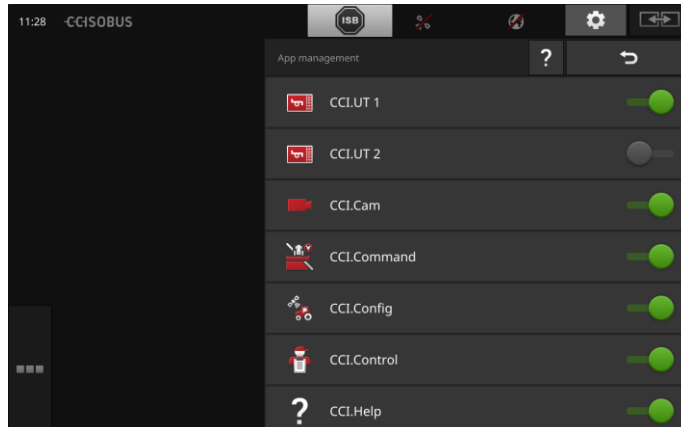 11:28 CCISOBUS
ISB
App management ?
CCI.UT 1
CCI.UT 2
CCI.Cam
CCI.Command
CCI.Config
CCI.Control
? CCI.Help